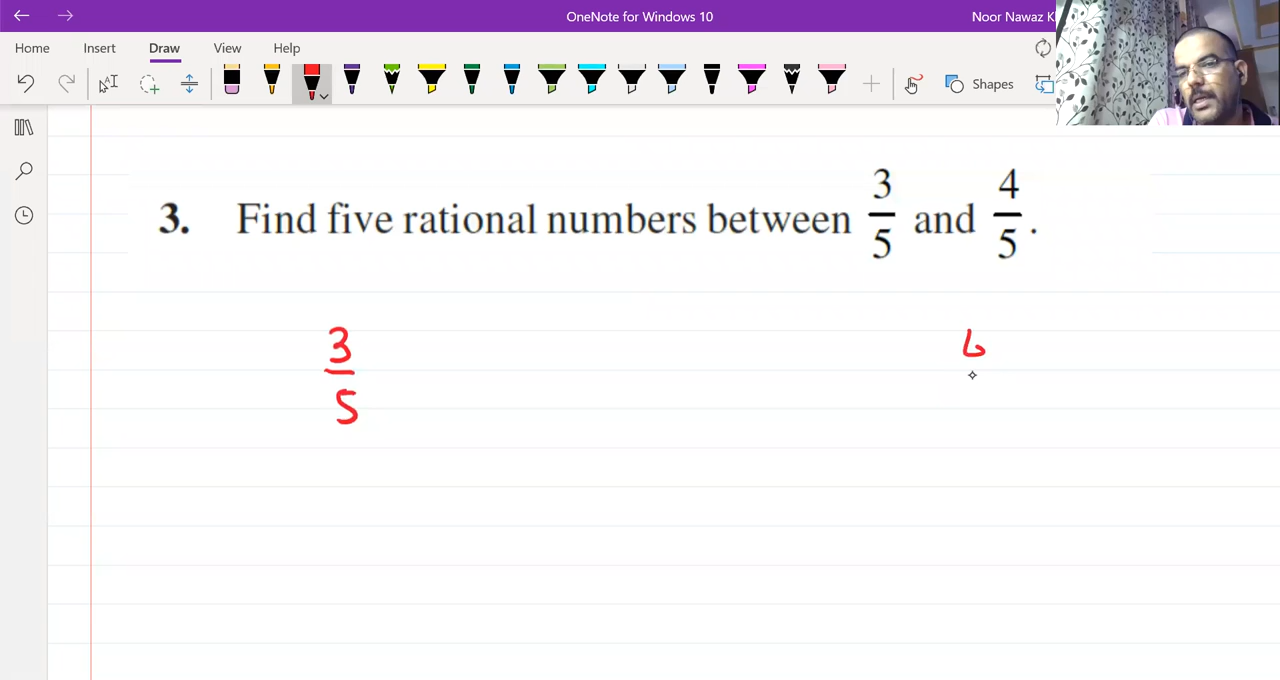 OneNote for Windows 10
Noor Nawaz K
Home Insert Draw View Help
Shapes
3. Find five rational numbers between 3/5 and 4/5.
3/5